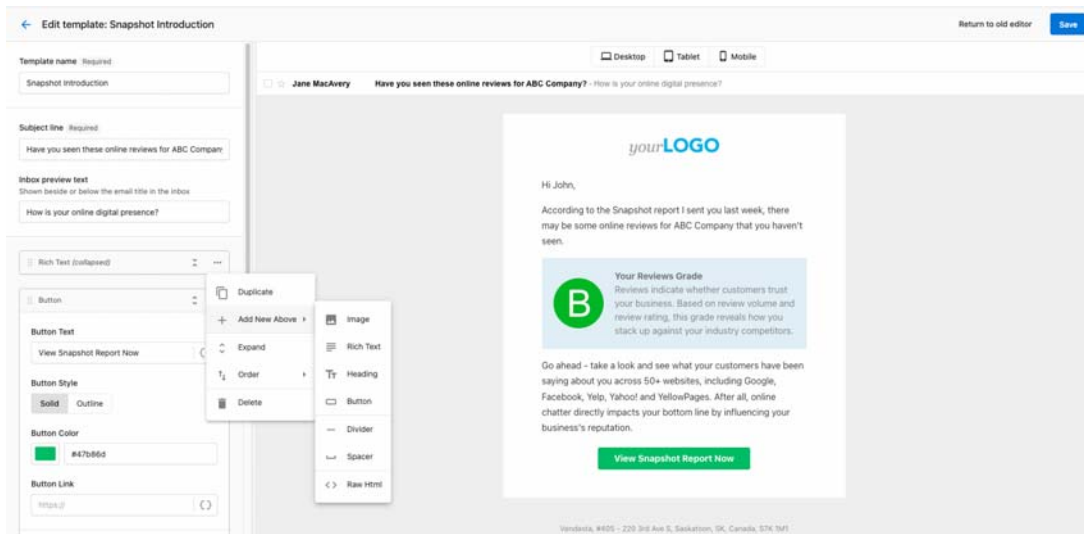 Edit template: Snapshot Introduction
Return to old editor
Save
Template name Required
Snapshot Introduction
Subject line Required
Have you seen these online reviews for ABC Compan
Inbox preview text
Shown beside or below the email title in the inbox
How is your online digital presence?
Rich Text (collapsed)
Button
Button Text
View Snapshot Report Now
Button Style
Solid
Outline
Button Color
#47b86d
Button Link
https://
Duplicate
Add New Above
Expand
Order
Delete
Image
Rich Text
Heading
Button
Divider
Spacer
Raw Html
Desktop
Tablet
Mobile
Jane MacAvery
Have you seen these online reviews for ABC Company? - How is your online digital presence?
yourLOGO
Hi John,
According to the Snapshot report I sent you last week, there
may be some online reviews for ABC Company that you haven't
seen.
B
Your Reviews Grade
Reviews indicate whether customers trust
your business. Based on review volume and
review rating, this grade reveals how you
stack up against your industry competitors.
Go ahead - take a look and see what your customers have been
saying about you across 50+ websites, including Google,
Facebook, Yelp, Yahoo! and YellowPages. After all, online
chatter directly impacts your bottom line by influencing your
business's reputation.
View Snapshot Report Now
Vendasta, #405 - 220 3rd Ave S, Saskatoon, SK, Canada, S7K 1M1